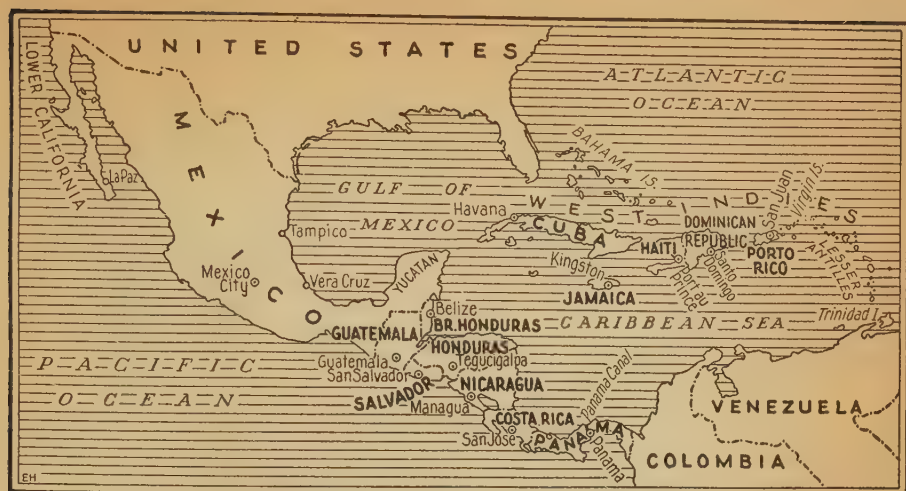 UNITED STATES
ATLANTIC
OCEAN
LOWER CALIFORNIA
MEXICO
La Paz
GULF OF
MEXICO
BAHAMA IS.
WEST INDIES
Havana
CUBA
DOMINICAN
REPUBLIC
San Juan
Virgin Is.
HAITI
PORTO
RICO
LESSER
ANTILLES
Tampico
Kingston
Port au
Prince
Santo
Domingo
Mexico
City
Vera Cruz
YUCATAN
JAMAICA
Trinidad I.
Belize
BR. HONDURAS
CARIBBEAN SEA
GUATEMALA
HONDURAS
PACIFIC
OCEAN
Guatemala
Tegucigalpa
San Salvador
SALVADOR
NICARAGUA
Managua
Panama Canal
VENEZUELA
COSTA RICA
San José
PANAMA
Panama
COLOMBIA
EH